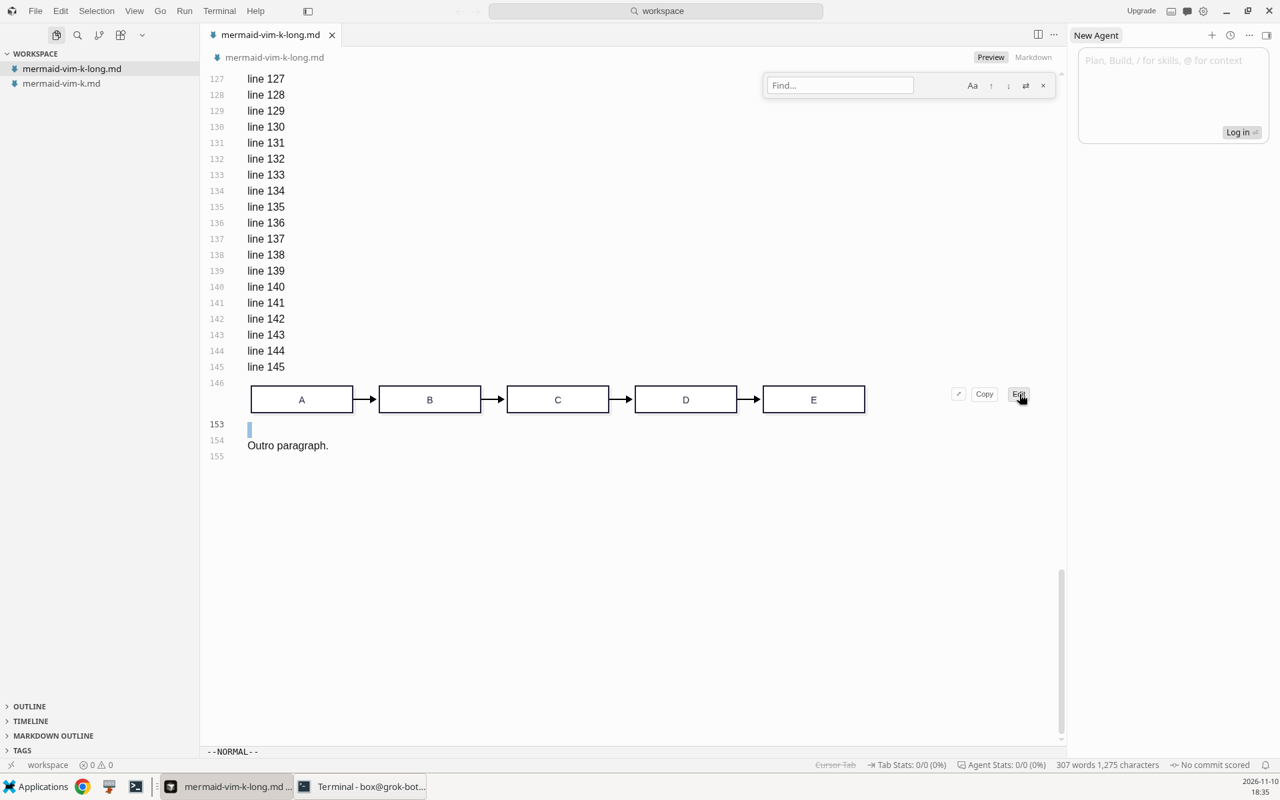 File Edit Selection View Go Run Terminal Help
workspace
Upgrade
WORKSPACE
mermaid-vim-k-long.md
mermaid-vim-k.md
OUTLINE
TIMELINE
MARKDOWN OUTLINE
TAGS
mermaid-vim-k-long.md
mermaid-vim-k-long.md
Preview Markdown
Find...
Aa
127 line 127
128 line 128
129 line 129
130 line 130
131 line 131
132 line 132
133 line 133
134 line 134
135 line 135
136 line 136
137 line 137
138 line 138
139 line 139
140 line 140
141 line 141
142 line 142
143 line 143
144 line 144
145 line 145
146
A B C D E
Copy Edit
153
154 Outro paragraph.
155
--NORMAL--
New Agent
Plan, Build, / for skills, @ for context
Log in
workspace 0 0
Cursor Tab Tab Stats: 0/0 (0%) Agent Stats: 0/0 (0%) 307 words 1,275 characters No commit scored
Applications mermaid-vim-k-long.md ... Terminal - box@grok-bot...
2026-11-10
18:35